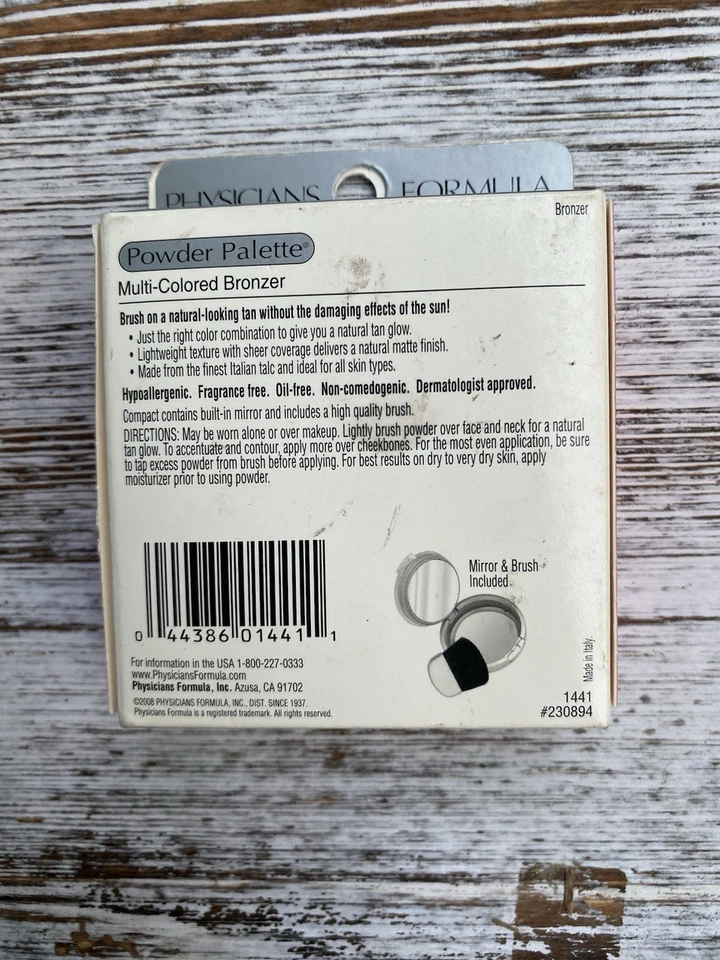 PHYSICIANS FORMULA
Bronzer
Powder Palette®
Multi-Colored Bronzer
Brush on a natural-looking tan without the damaging effects of the sun!
• Just the right color combination to give you a natural tan glow.
• Lightweight texture with sheer coverage delivers a natural matte finish.
• Made from the finest Italian talc and ideal for all skin types.
Hypoallergenic. Fragrance free. Oil-free. Non-comedogenic. Dermatologist approved.
Compact contains built-in mirror and includes a high quality brush.
DIRECTIONS: May be worn alone or over makeup. Lightly brush powder over face and neck for a natural
tan glow. To accentuate and contour, apply more over cheekbones. For the most even application, be sure
to tap excess powder from brush before applying. For best results on dry to very dry skin, apply
moisturizer prior to using powder.
Mirror & Brush
Included.
0 44386 01441 1
For information in the USA 1-800-227-0333
www.PhysiciansFormula.com
Physicians Formula, Inc. Azusa, CA 91702
©2008 PHYSICIANS FORMULA, INC., DIST. SINCE 1937.
Physicians Formula is a registered trademark. All rights reserved.
Made in Italy.
1441
#230894